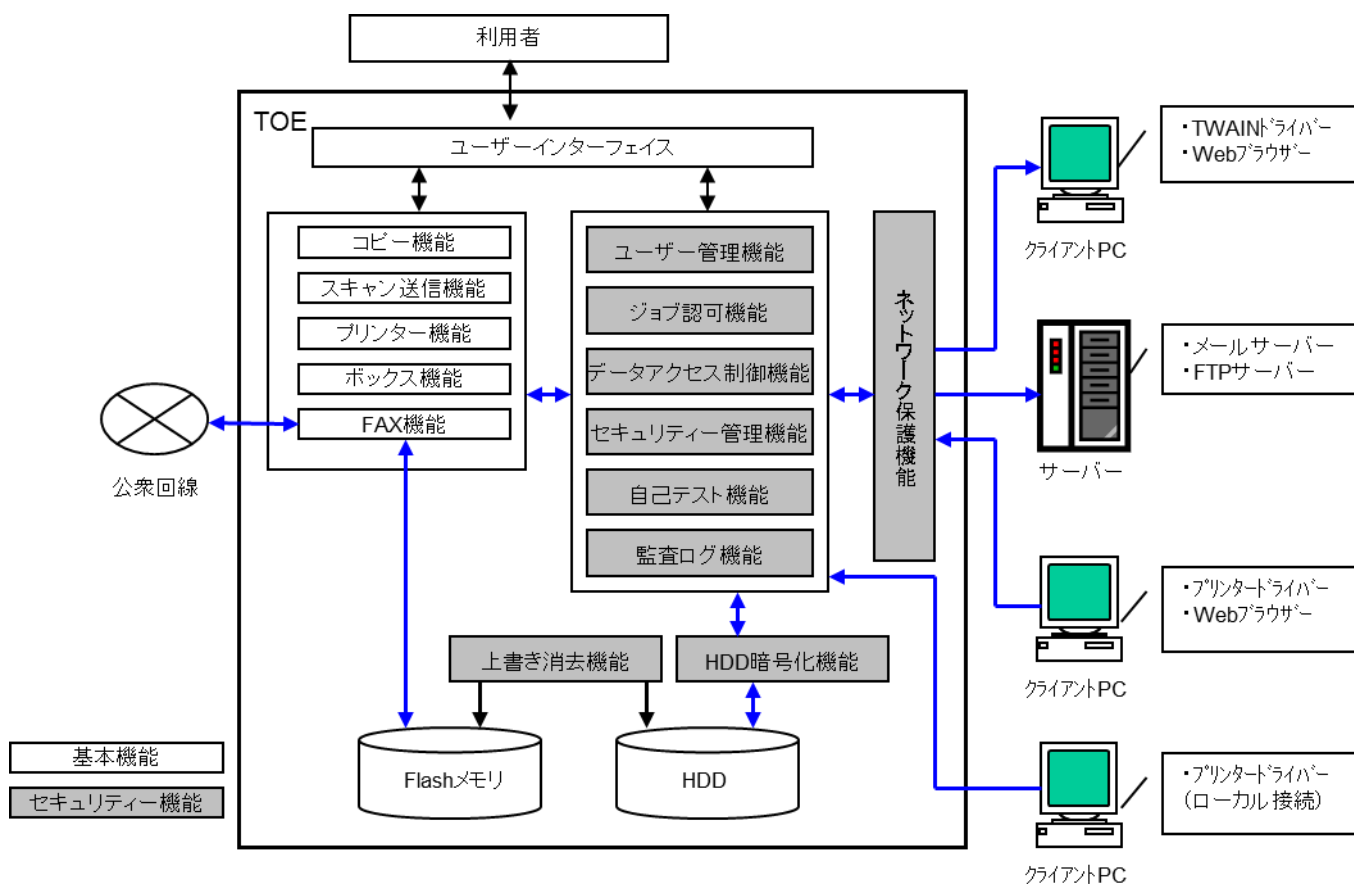 利用者
TOE
ユーザーインターフェイス
コピー機能
スキャン送信機能
プリンター機能
ボックス機能
FAX機能
公衆回線
ユーザー管理機能
ジョブ認可機能
データアクセス制御機能
セキュリティー管理機能
自己テスト機能
監査ログ機能
ネットワーク保護機能
上書き消去機能
HDD暗号化機能
Flashメモリ
HDD
基本機能
セキュリティー機能
・TWAINドライバー
・Webブラウザー
クライアントPC
・メールサーバー
・FTPサーバー
サーバー
・プリンタードライバー
・Webブラウザー
クライアントPC
・プリンタードライバー
(ローカル接続)
クライアントPC